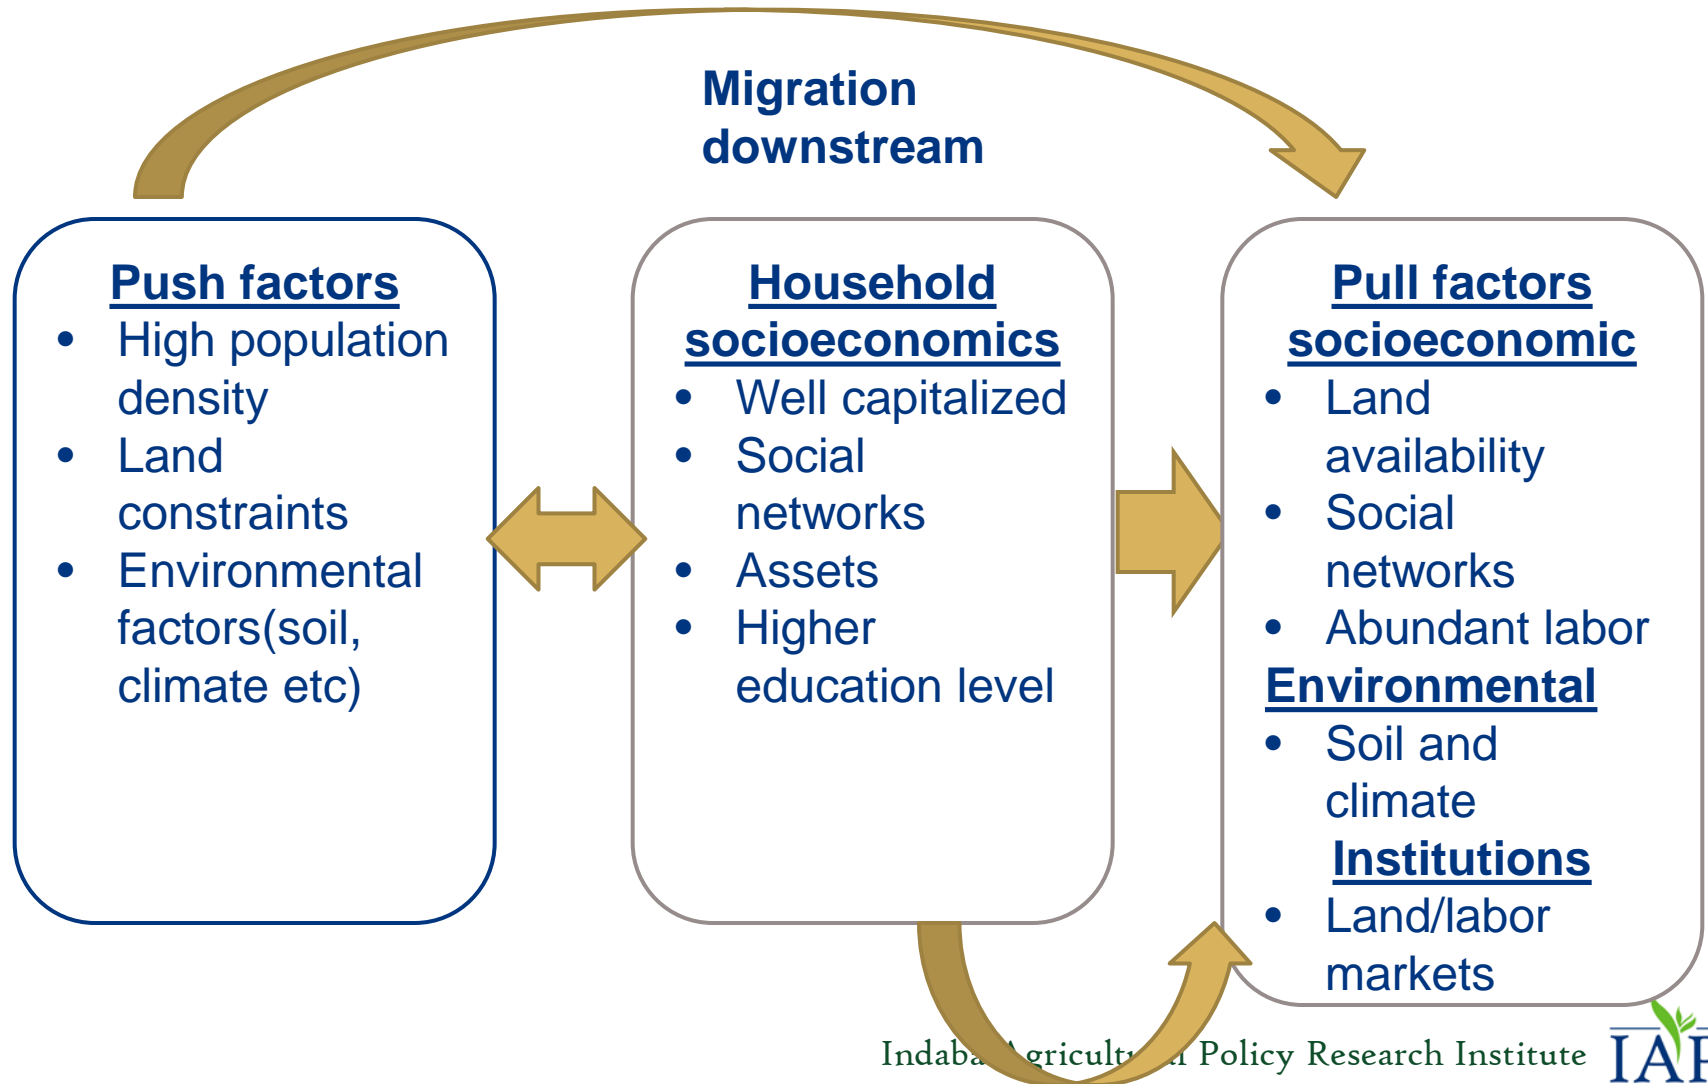 Migration
downstream
Push factors
• High population
density
• Land
constraints
• Environmental
factors(soil,
climate etc)
Household
socioeconomics
• Well capitalized
• Social
networks
• Assets
• Higher
education level
Pull factors
socioeconomic
• Land
availability
• Social
networks
• Abundant labor
Environmental
• Soil and
climate
Institutions
• Land/labor
markets
Indaba Agricultural Policy Research Institute